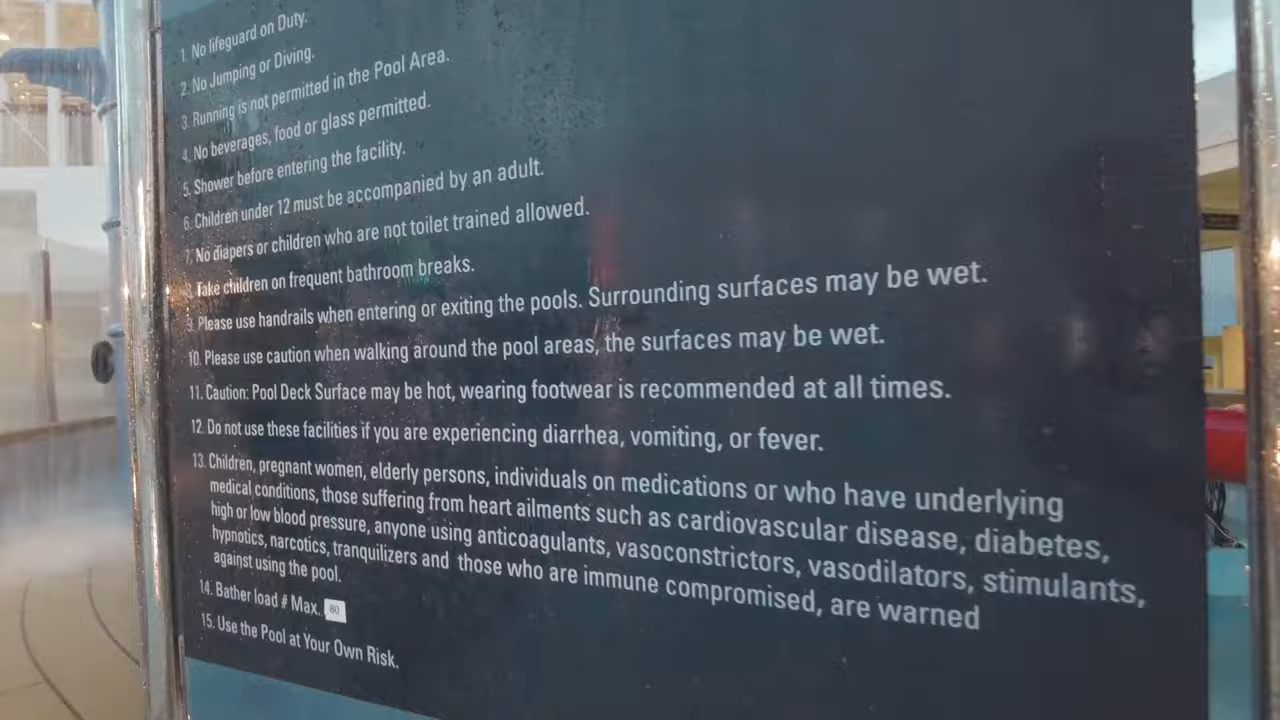 1. No lifeguard on Duty.
2. No Jumping or Diving.
3. Running is not permitted in the Pool Area.
4. No beverages, food or glass permitted.
5. Shower before entering the facility.
6. Children under 12 must be accompanied by an adult.
7. No diapers or children who are not toilet trained allowed.
8. Take children on frequent bathroom breaks.
9. Please use handrails when entering or exiting the pools. Surrounding surfaces may be wet.
10. Please use caution when walking around the pool areas, the surfaces may be wet.
11. Caution: Pool Deck Surface may be hot, wearing footwear is recommended at all times.
12. Do not use these facilities if you are experiencing diarrhea, vomiting, or fever.
13. Children, pregnant women, elderly persons, individuals on medications or who have underlying
medical conditions, those suffering from heart ailments such as cardiovascular disease, diabetes,
high or low blood pressure, anyone using anticoagulants, vasoconstrictors, vasodilators, stimulants,
hypnotics, narcotics, tranquilizers and those who are immune compromised, are warned
against using the pool.
14. Bather load # Max. 80
15. Use the Pool at Your Own Risk.